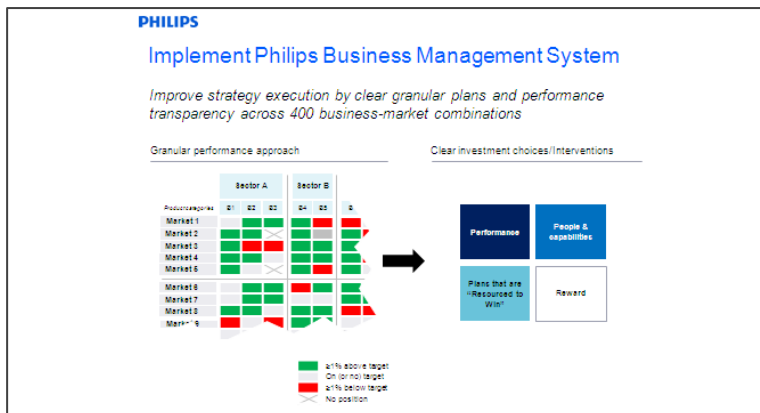 PHILIPS
Implement Philips Business Management System
Improve strategy execution by clear granular plans and performance
transparency across 400 business-market combinations
Granular performance approach
Clear investment choices/Interventions
Sector A
Sector B
Product categories
Market 1
Market 2
Market 3
Market 4
Market 5
Market 6
Market 7
Market 8
Performance
People &
capabilities
Plans that are
"Resourced to
Win"
Reward
≥1% above target
On (or no) target
≥1% below target
No position